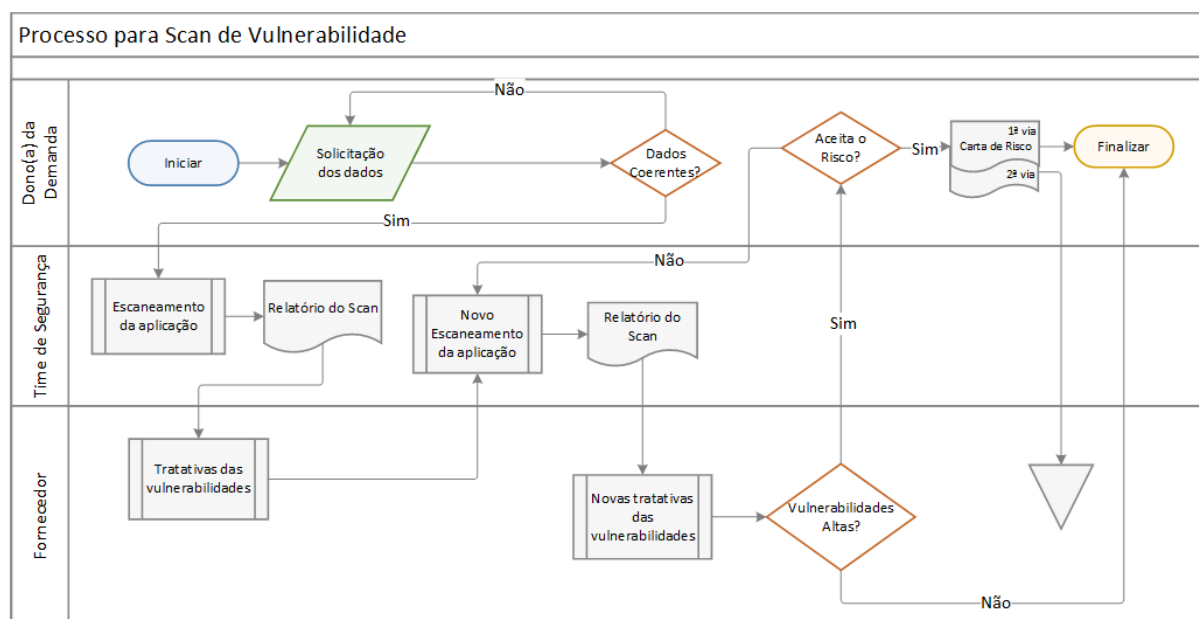 Processo para Scan de Vulnerabilidade
Dono(a) da
Demanda
Iniciar
Solicitação
dos dados
Não
Dados
Coerentes?
Sim
Aceita o
Risco?
Sim
1ª via
Carta de Risco
2ª via
Finalizar
Não
Time de Segurança
Escaneamento
da aplicação
Relatório do Scan
Novo
Escaneamento
da aplicação
Relatório do
Scan
Sim
Fornecedor
Tratativas das
vulnerabilidades
Novas tratativas
das
vulnerabilidades
Vulnerabilidades
Altas?
Não